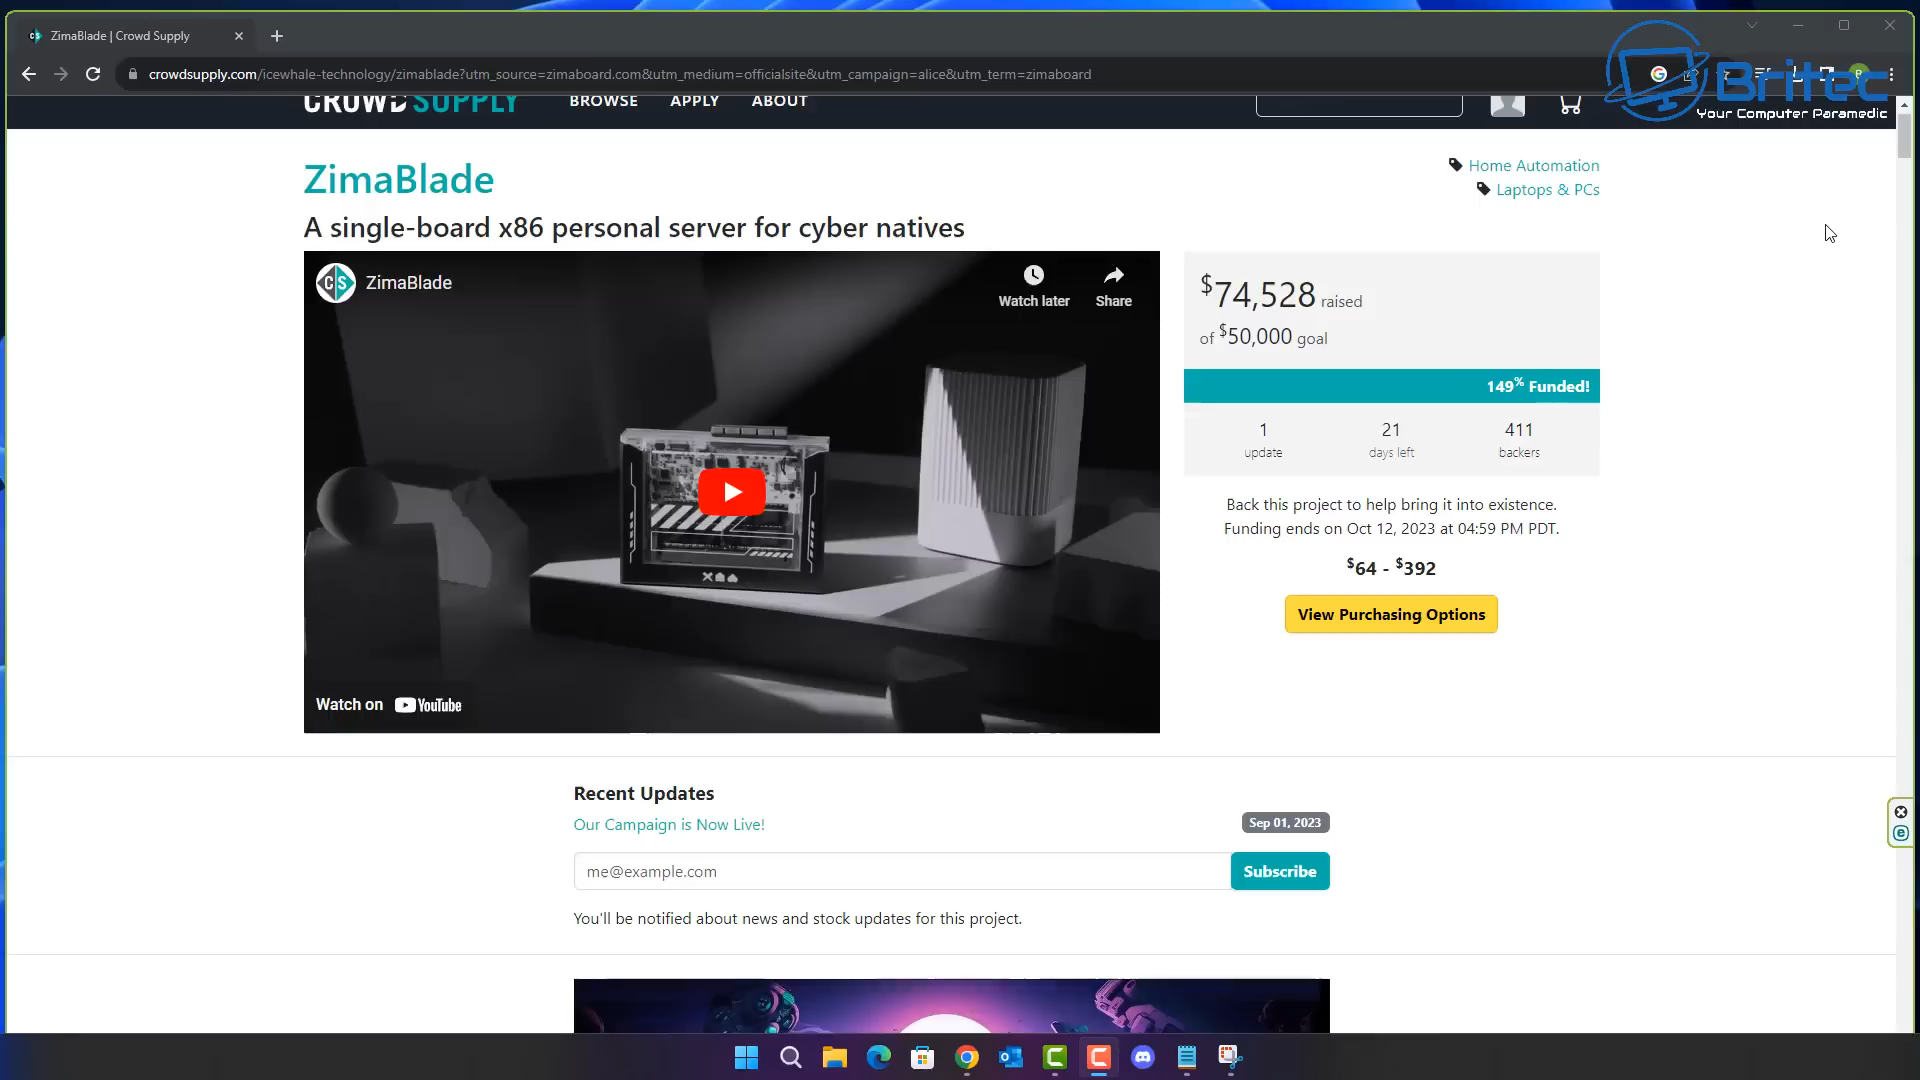 ZimaBlade | Crowd Supply
crowdsupply.com/icewhale-technology/zimablade?utm_source=zimaboard.com&utm_medium=officialsite&utm_campaign=alice&utm_term=zimaboard
Britec
Your Computer Paramedic
CROWD SUPPLY
BROWSE
APPLY
ABOUT
ZimaBlade
Home Automation
Laptops & PCs
A single-board x86 personal server for cyber natives
CS
ZimaBlade
Watch later
Share
Watch on YouTube
$74,528 raised
of $50,000 goal
149% Funded!
1
21
411
update
days left
backers
Back this project to help bring it into existence.
Funding ends on Oct 12, 2023 at 04:59 PM PDT.
$64 - $392
View Purchasing Options
Recent Updates
Our Campaign is Now Live!
Sep 01, 2023
me@example.com
Subscribe
You'll be notified about news and stock updates for this project.